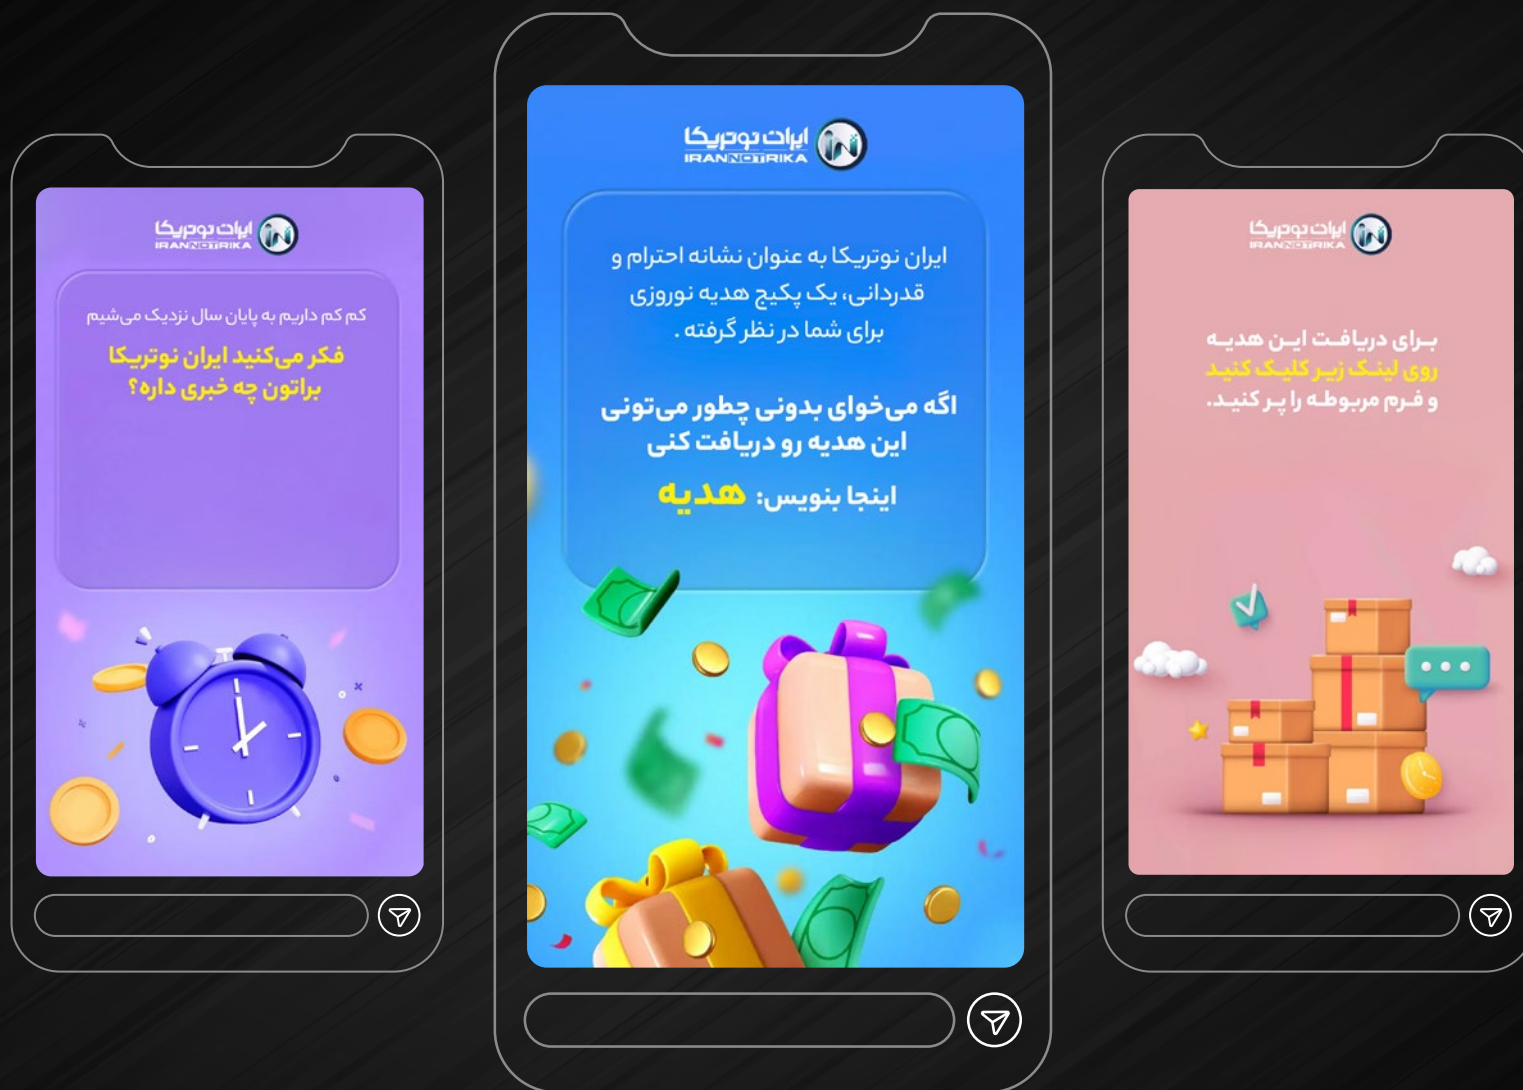 ایران نوتریکا
IRANNOTRIKA
کم کم داریم به پایان سال نزدیک می‌شیم
فکر می‌کنید ایران نوتریکا
براتون چه خبری داره؟
ایران نوتریکا
IRANNOTRIKA
ایران نوتریکا به عنوان نشانه احترام و
قدردانی، یک پکیج هدیه نوروزی
برای شما در نظر گرفته .
اگه می‌خوای بدونی چطور می‌تونی
این هدیه رو دریافت کنی
اینجا بنویس: هدیه
ایران نوتریکا
IRANNOTRIKA
برای دریافت این هدیه
روی لینک زیر کلیک کنید
و فرم مربوطه را پر کنید.